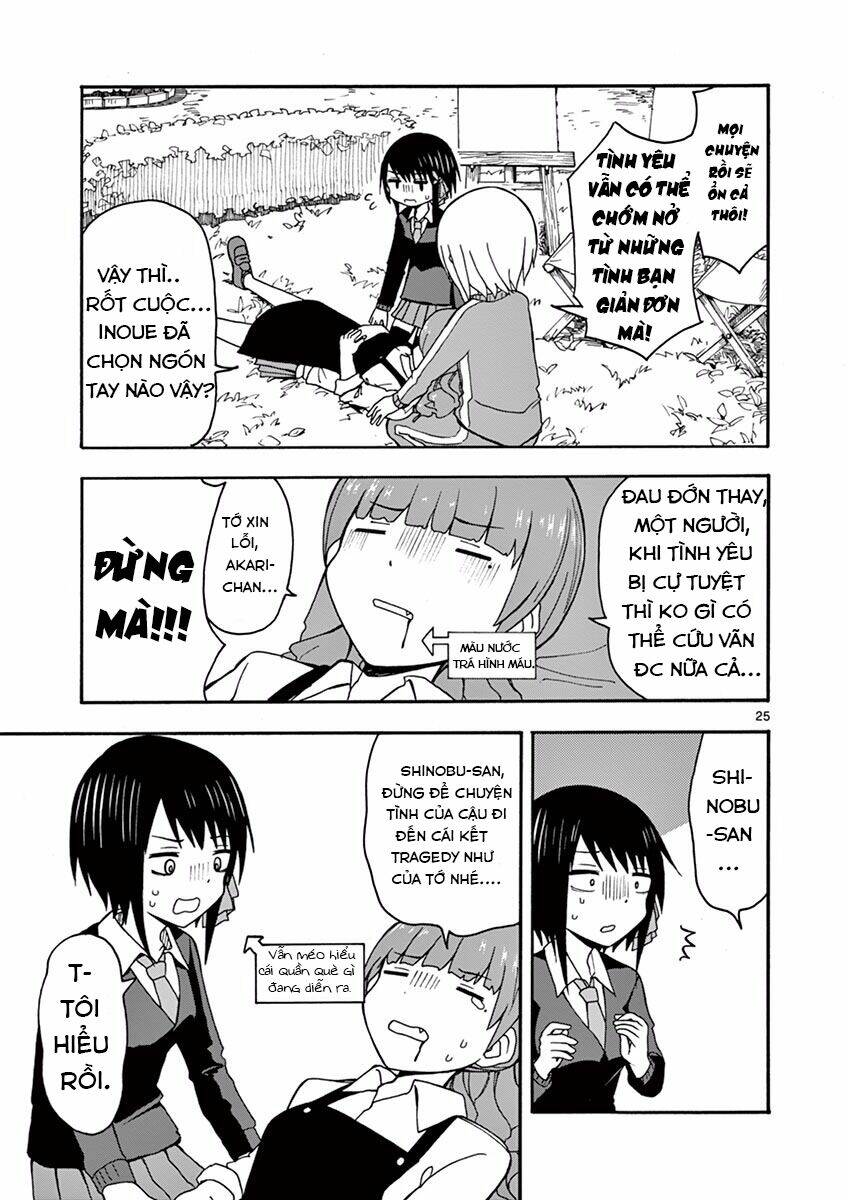 MỌI
CHUYỆN
RỒI SẼ
ỔN CẢ
THÔI!
TÌNH YÊU
VẪN CÓ THỂ
CHỚM NỞ
TỪ NHỮNG
TÌNH BẠN
GIẢN ĐƠN
MÀ!
VẬY THÌ..
RỐT CUỘC...
INOUE ĐÃ
CHỌN NGÓN
TAY NÀO VẬY?
ĐAU ĐỚN THAY,
MỘT NGƯỜI,
KHI TÌNH YÊU
BỊ CỰ TUYỆT
THÌ KO GÌ CÓ
THỂ CỨU VÃN
ĐC NỮA CẢ...
TỚ XIN
LỖI,
AKARI-
CHAN...
MÀU NƯỚC
TRÁ HÌNH MÁU.
ĐỪNG
MÀ!!!
25
SHI-
NOBU
-SAN
...
SHINOBU-SAN,
ĐỪNG ĐỂ CHUYỆN
TÌNH CỦA CẬU ĐI
ĐẾN CÁI KẾT
TRAGEDY NHƯ
CỦA TỚ NHÉ....
Vẫn méo hiểu
cái quần què gì
đang diễn ra.
T-
TÔI
HIỂU
RỒI.